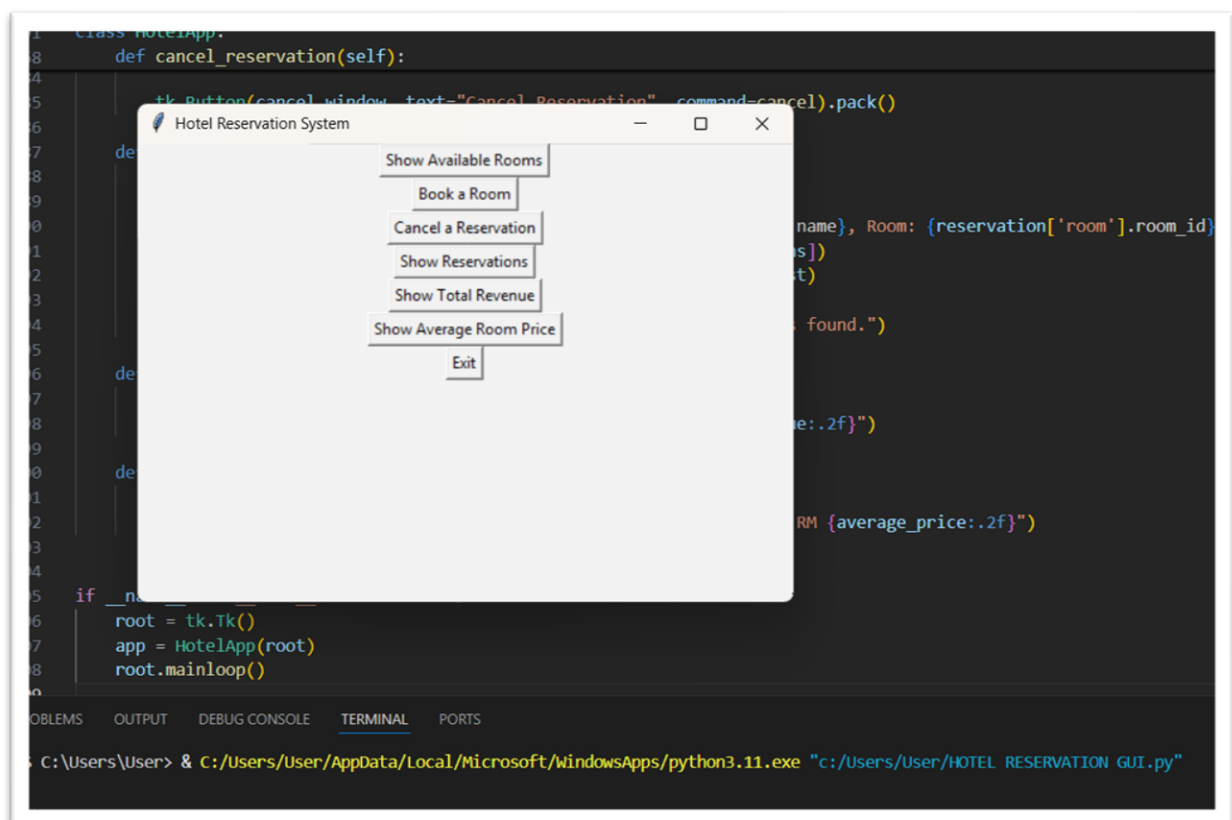 class HotelApp:
def cancel_reservation(self):
tk.Button(cancel_window, text="Cancel Reservation", command=cancel).pack()
Hotel Reservation System
Show Available Rooms
Book a Room
name}, Room: {reservation['room'].room_id}
Cancel a Reservation
Show Reservations
Show Total Revenue
found.")
Show Average Room Price
Exit
:.2f}")
RM {average_price:.2f}")
if
root = tk.Tk()
app = HotelApp(root)
root.mainloop()
OBLEMS OUTPUT DEBUG CONSOLE TERMINAL PORTS
C:\Users\User> & C:/Users/User/AppData/Local/Microsoft/WindowsApps/python3.11.exe "c:/Users/User/HOTEL RESERVATION GUI.py"